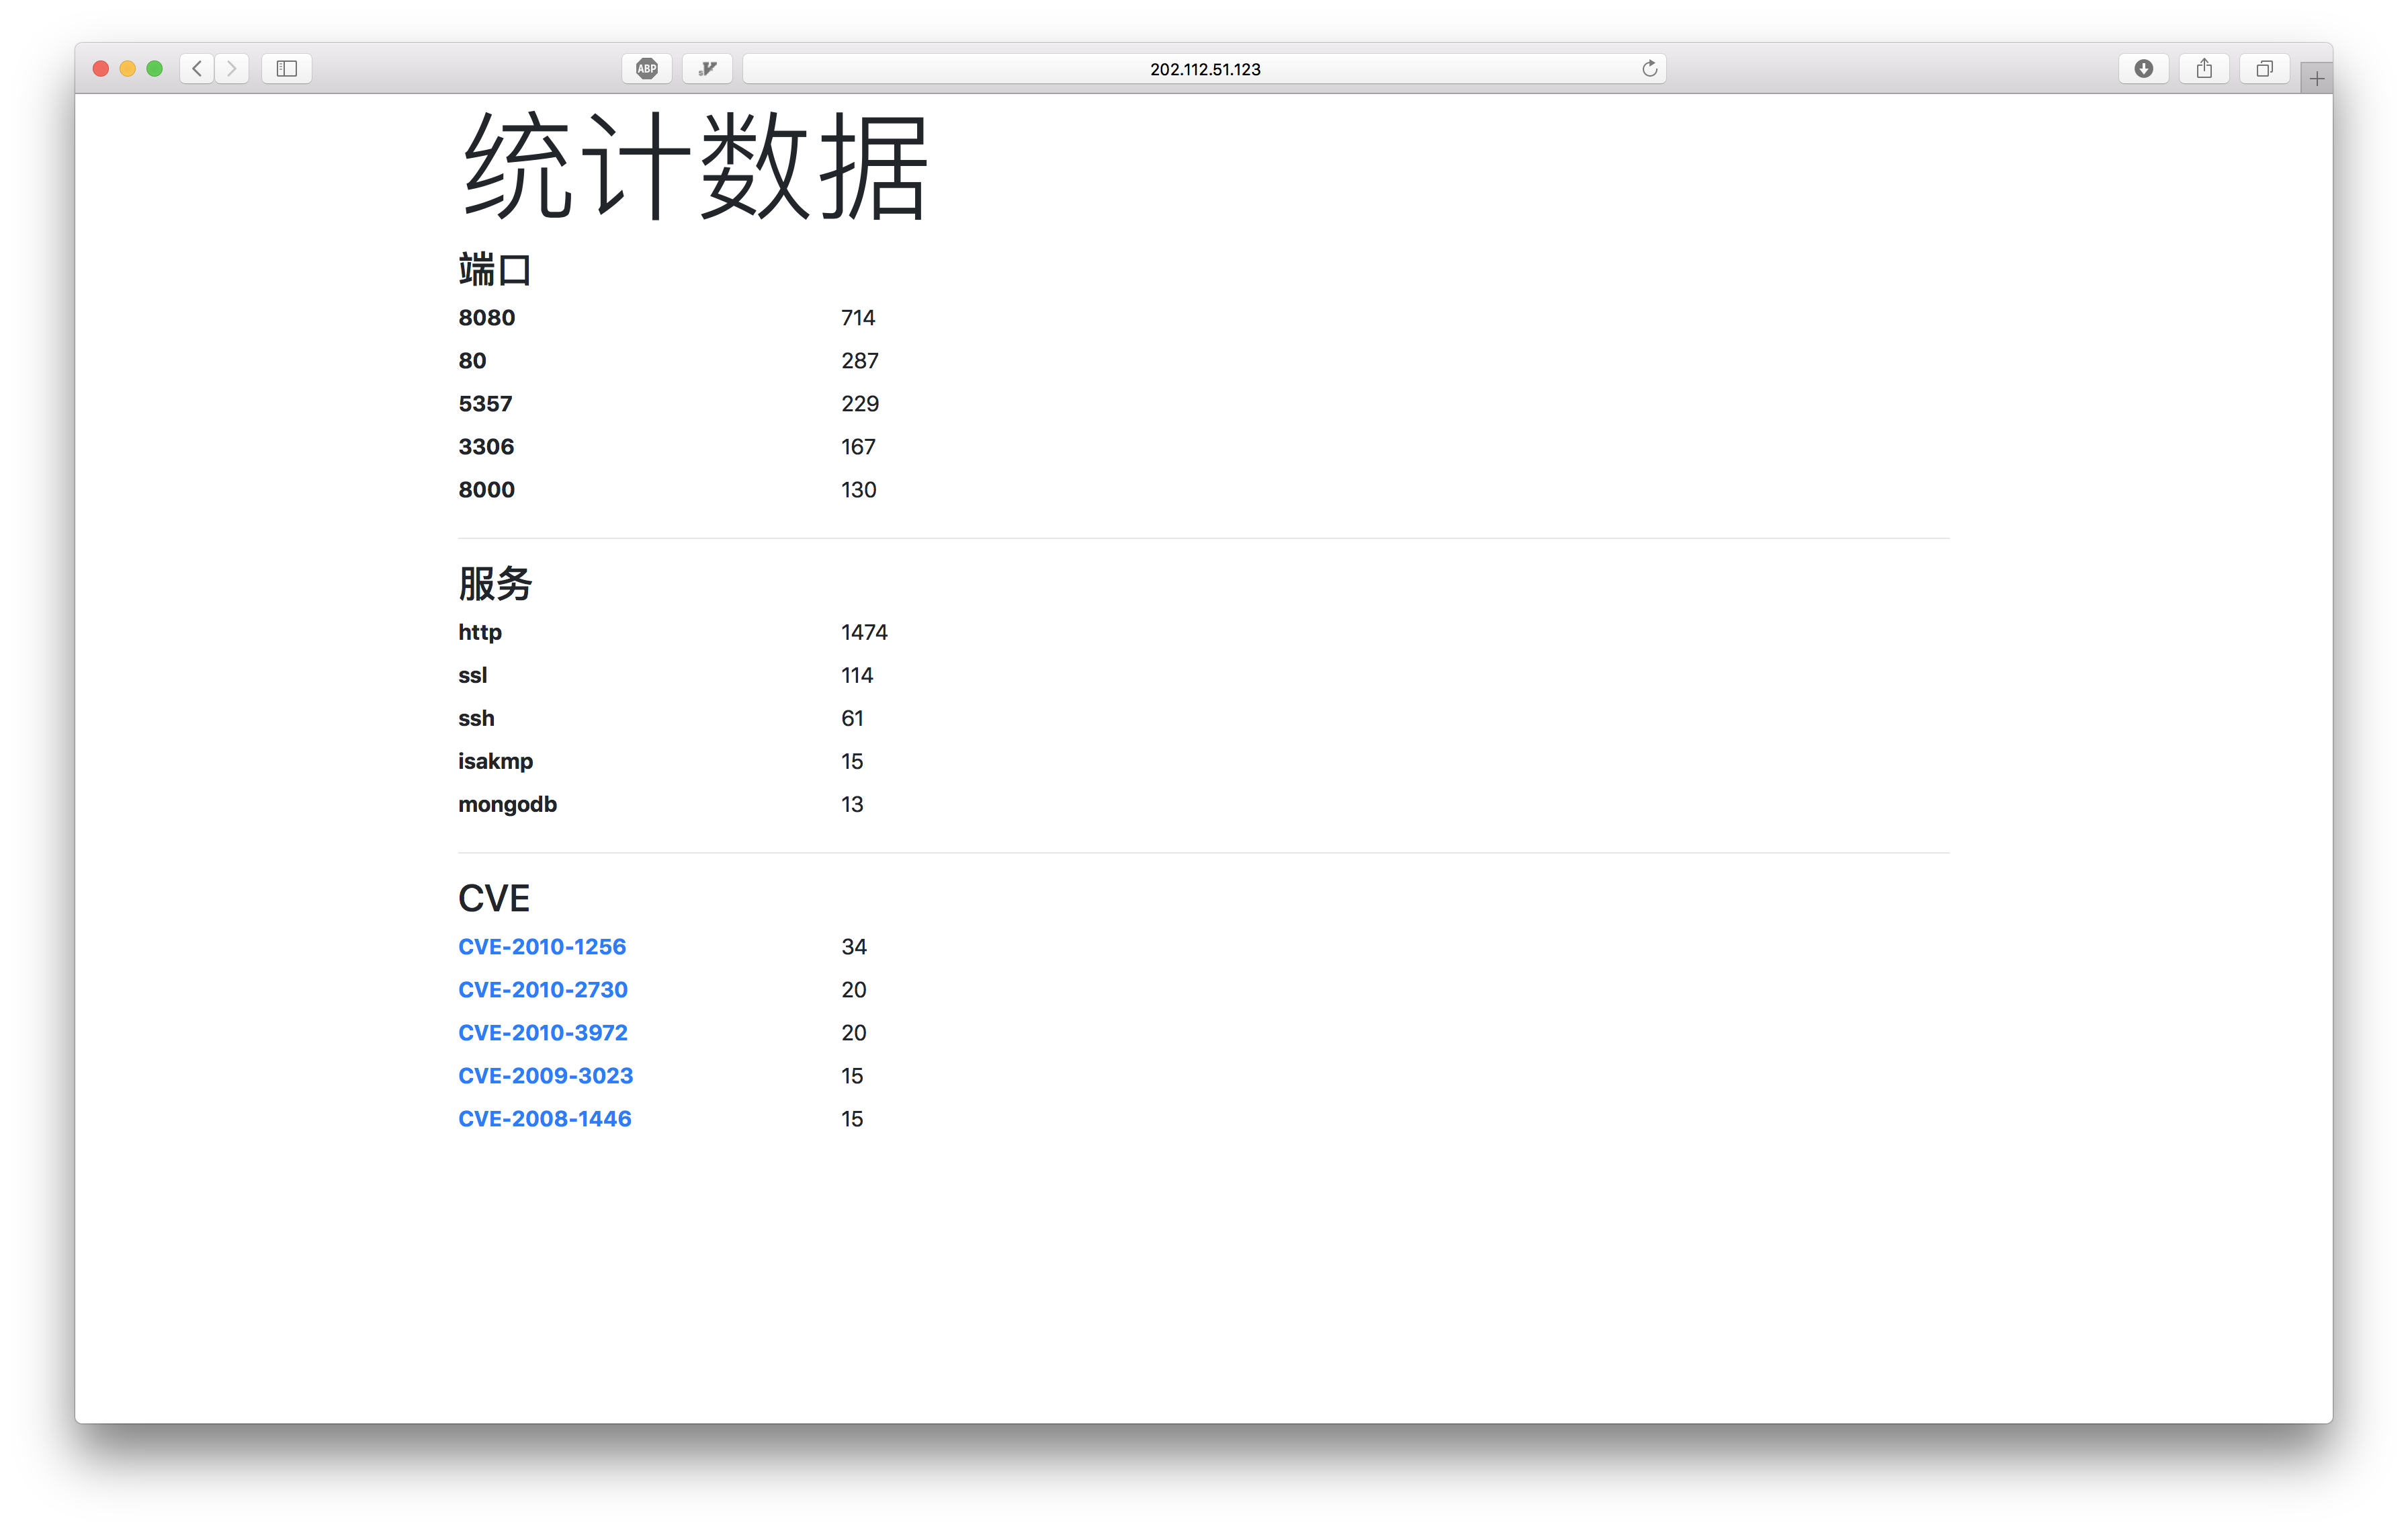 ABP
202.112.51.123
统计数据
端口
8080 714
80 287
5357 229
3306 167
8000 130
服务
http 1474
ssl 114
ssh 61
isakmp 15
mongodb 13
CVE
CVE-2010-1256 34
CVE-2010-2730 20
CVE-2010-3972 20
CVE-2009-3023 15
CVE-2008-1446 15